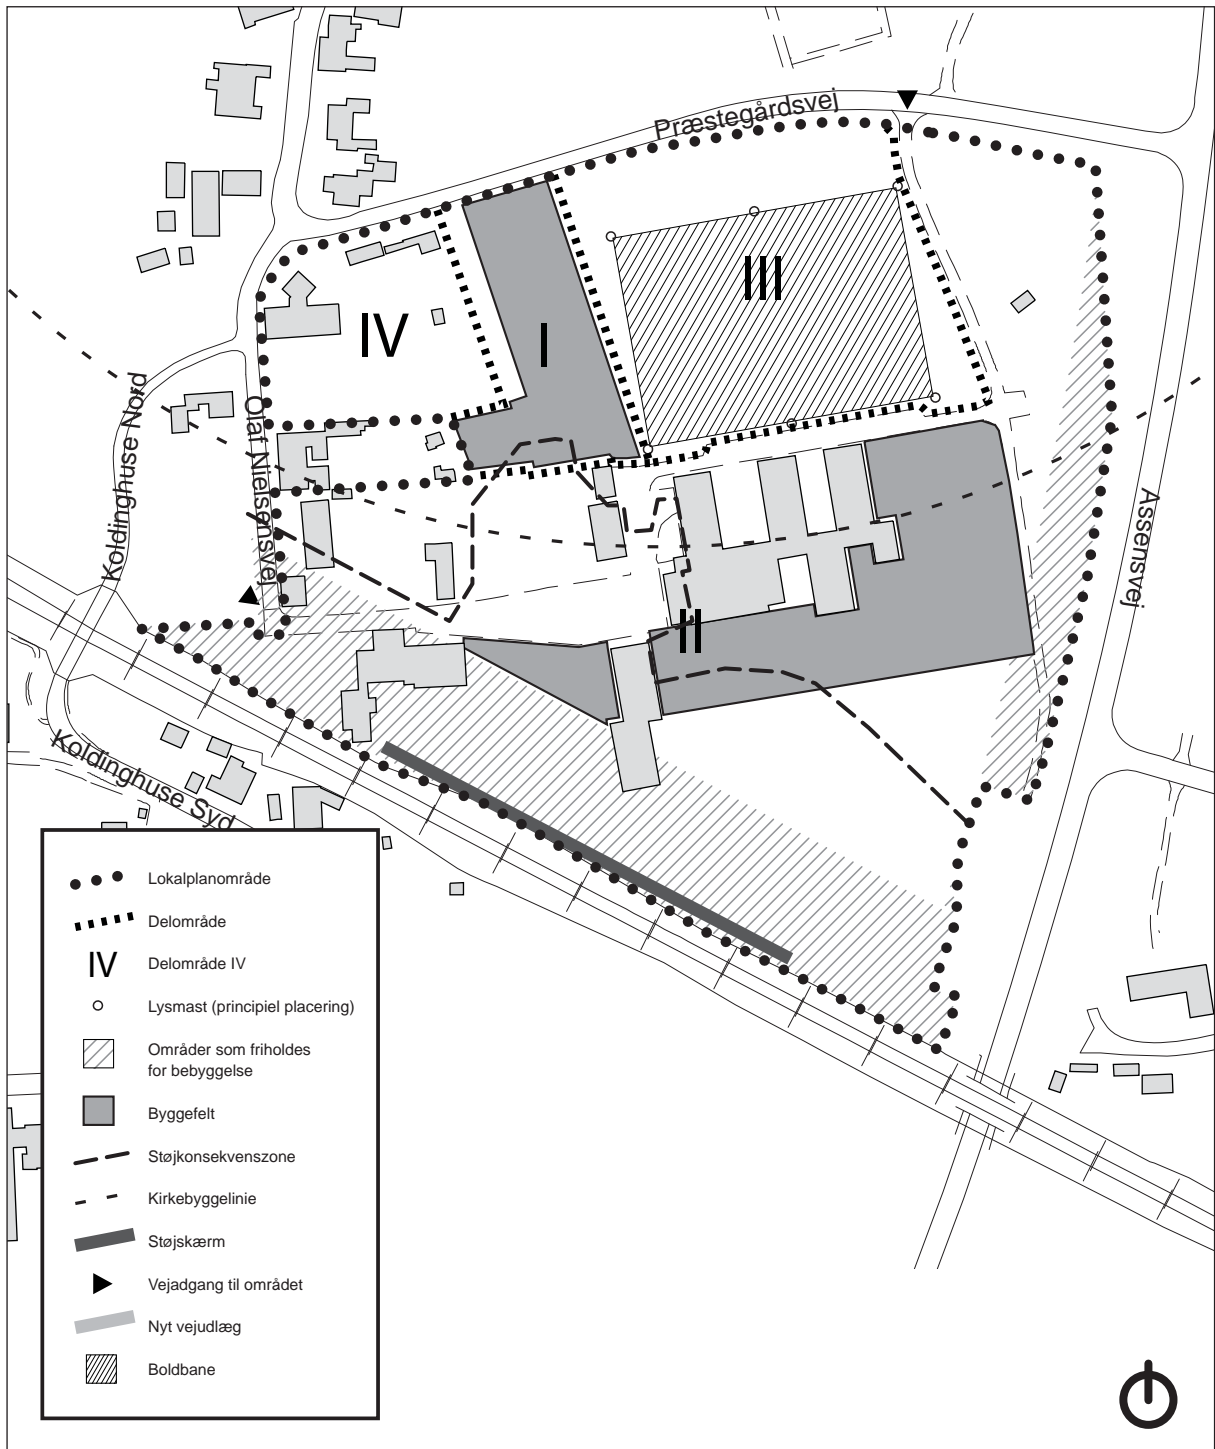 Præstegårdsvej
III
IV
I
Koldinghuse Nord
Olaf Nielsensvej
Assensvej
II
Koldinghuse Syd
Lokalplanområde
Delområde
IV Delområde IV
Lysmast (principiel placering)
Områder som friholdes
for bebyggelse
Byggefelt
Støjkonsekvenszone
Kirkebyggelinie
Støjskærm
Vejadgang til området
Nyt vejudlæg
Boldbane